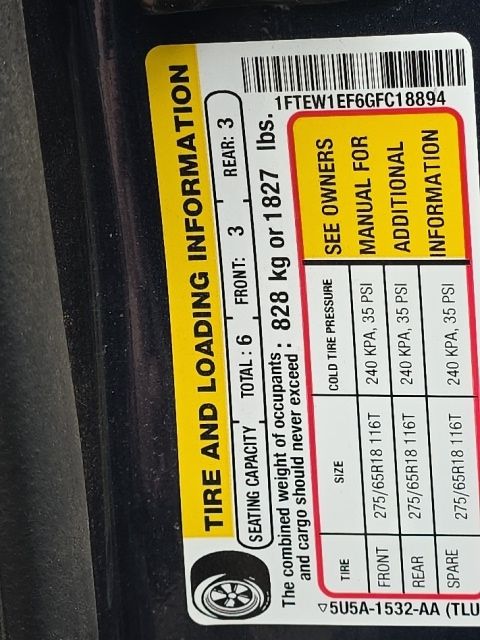 TIRE AND LOADING INFORMATION
SEATING CAPACITY TOTAL : 6 FRONT: 3 REAR: 3
1FTEW1EF6GFC18894
The combined weight of occupants : 828 kg or 1827 lbs.
and cargo should never exceed :
TIRE SIZE COLD TIRE PRESSURE SEE OWNERS
FRONT 275/65R18 116T 240 KPA, 35 PSI MANUAL FOR
REAR 275/65R18 116T 240 KPA, 35 PSI ADDITIONAL
SPARE 275/65R18 116T 240 KPA, 35 PSI INFORMATION
5U5A-1532-AA (TLU